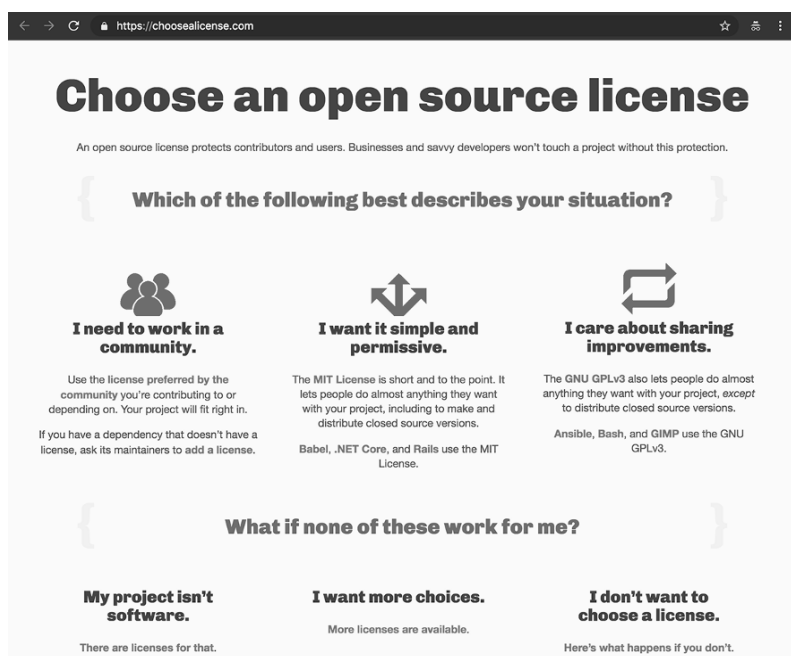 https://choosealicense.com
Choose an open source license
An open source license protects contributors and users. Businesses and savvy developers won't touch a project without this protection.
{ Which of the following best describes your situation? }
I need to work in a
community.
Use the license preferred by the
community you're contributing to or
depending on. Your project will fit right in.
If you have a dependency that doesn't have a
license, ask its maintainers to add a license.
I want it simple and
permissive.
The MIT License is short and to the point. It
lets people do almost anything they want
with your project, including to make and
distribute closed source versions.
Babel, .NET Core, and Rails use the MIT
License.
I care about sharing
improvements.
The GNU GPLv3 also lets people do almost
anything they want with your project, except
to distribute closed source versions.
Ansible, Bash, and GIMP use the GNU
GPLv3.
{ What if none of these work for me? }
My project isn't
software.
There are licenses for that.
I want more choices.
More licenses are available.
I don't want to
choose a license.
Here's what happens if you don't.